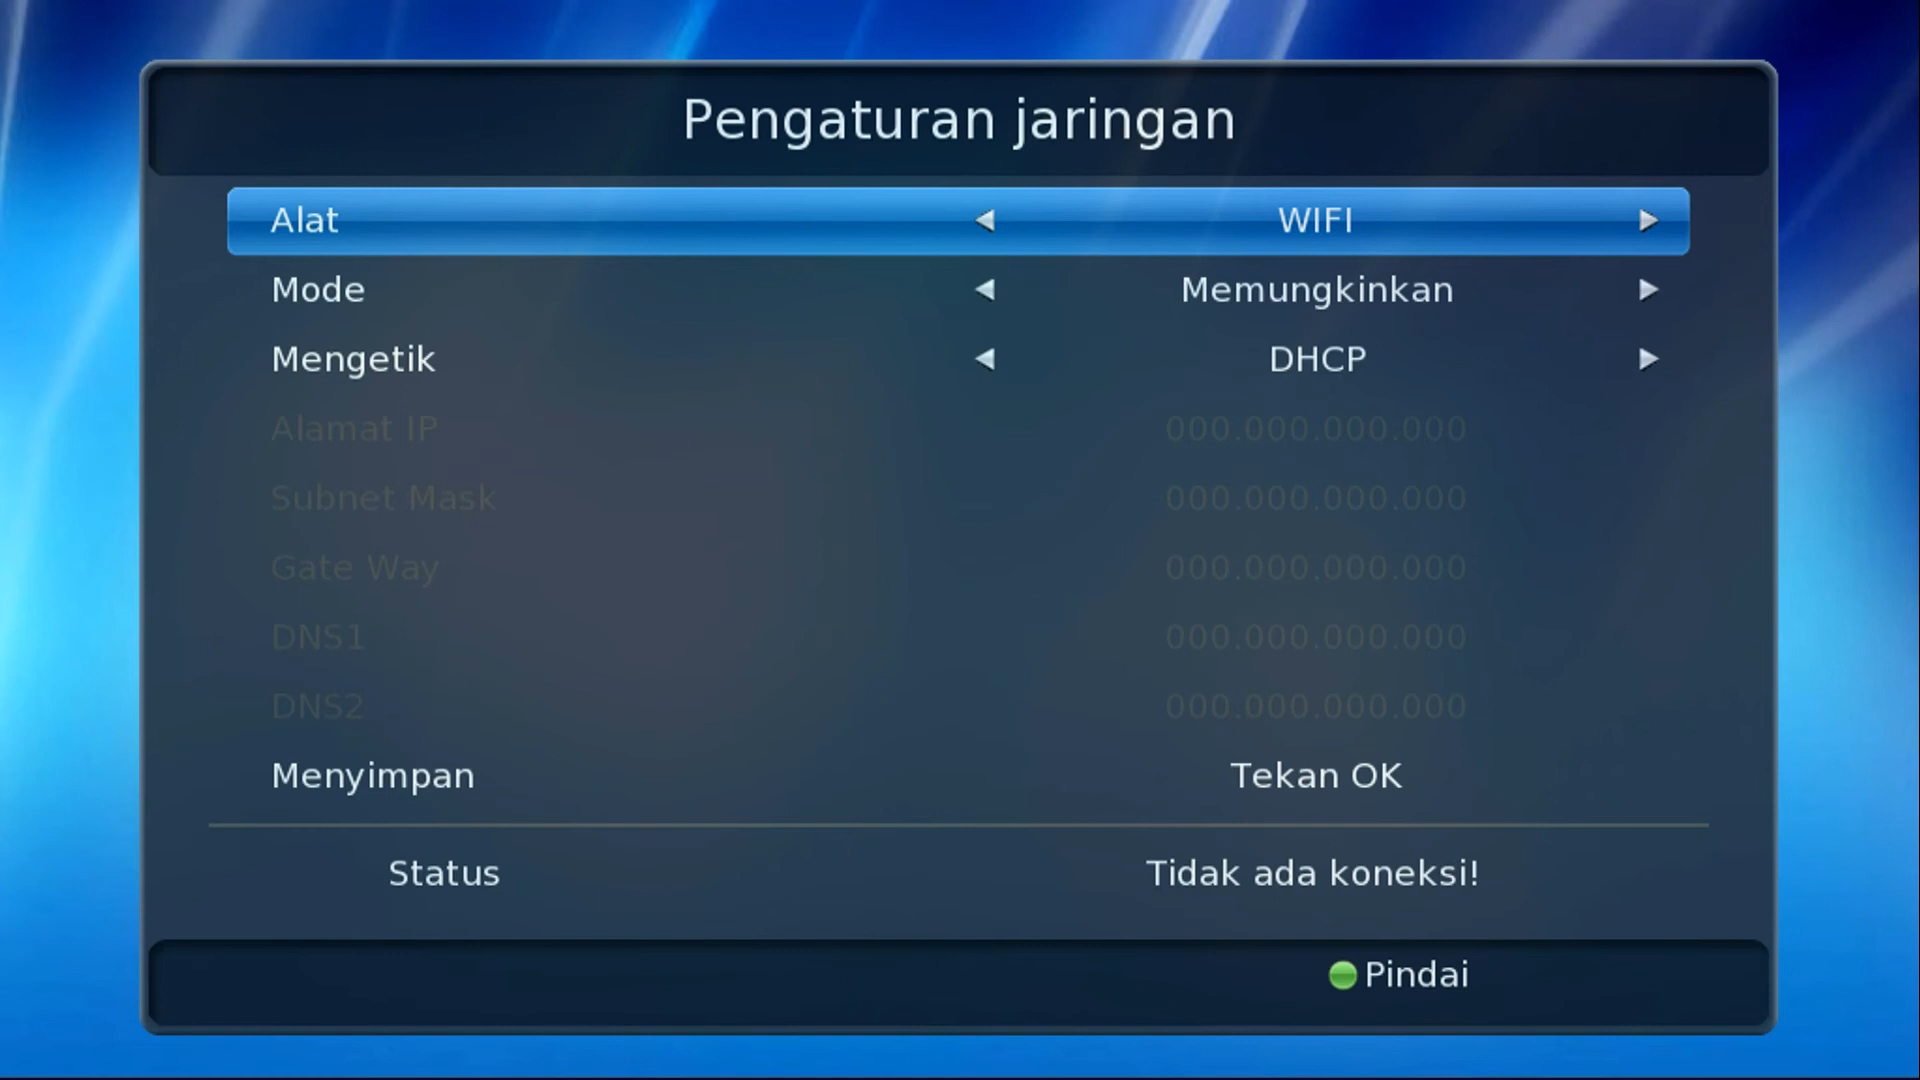 Pengaturan jaringan
Alat WIFI
Mode Memungkinkan
Mengetik DHCP
Alamat IP 000.000.000.000
Subnet Mask 000.000.000.000
Gate Way 000.000.000.000
DNS1 000.000.000.000
DNS2 000.000.000.000
Menyimpan Tekan OK
Status Tidak ada koneksi!
Pindai